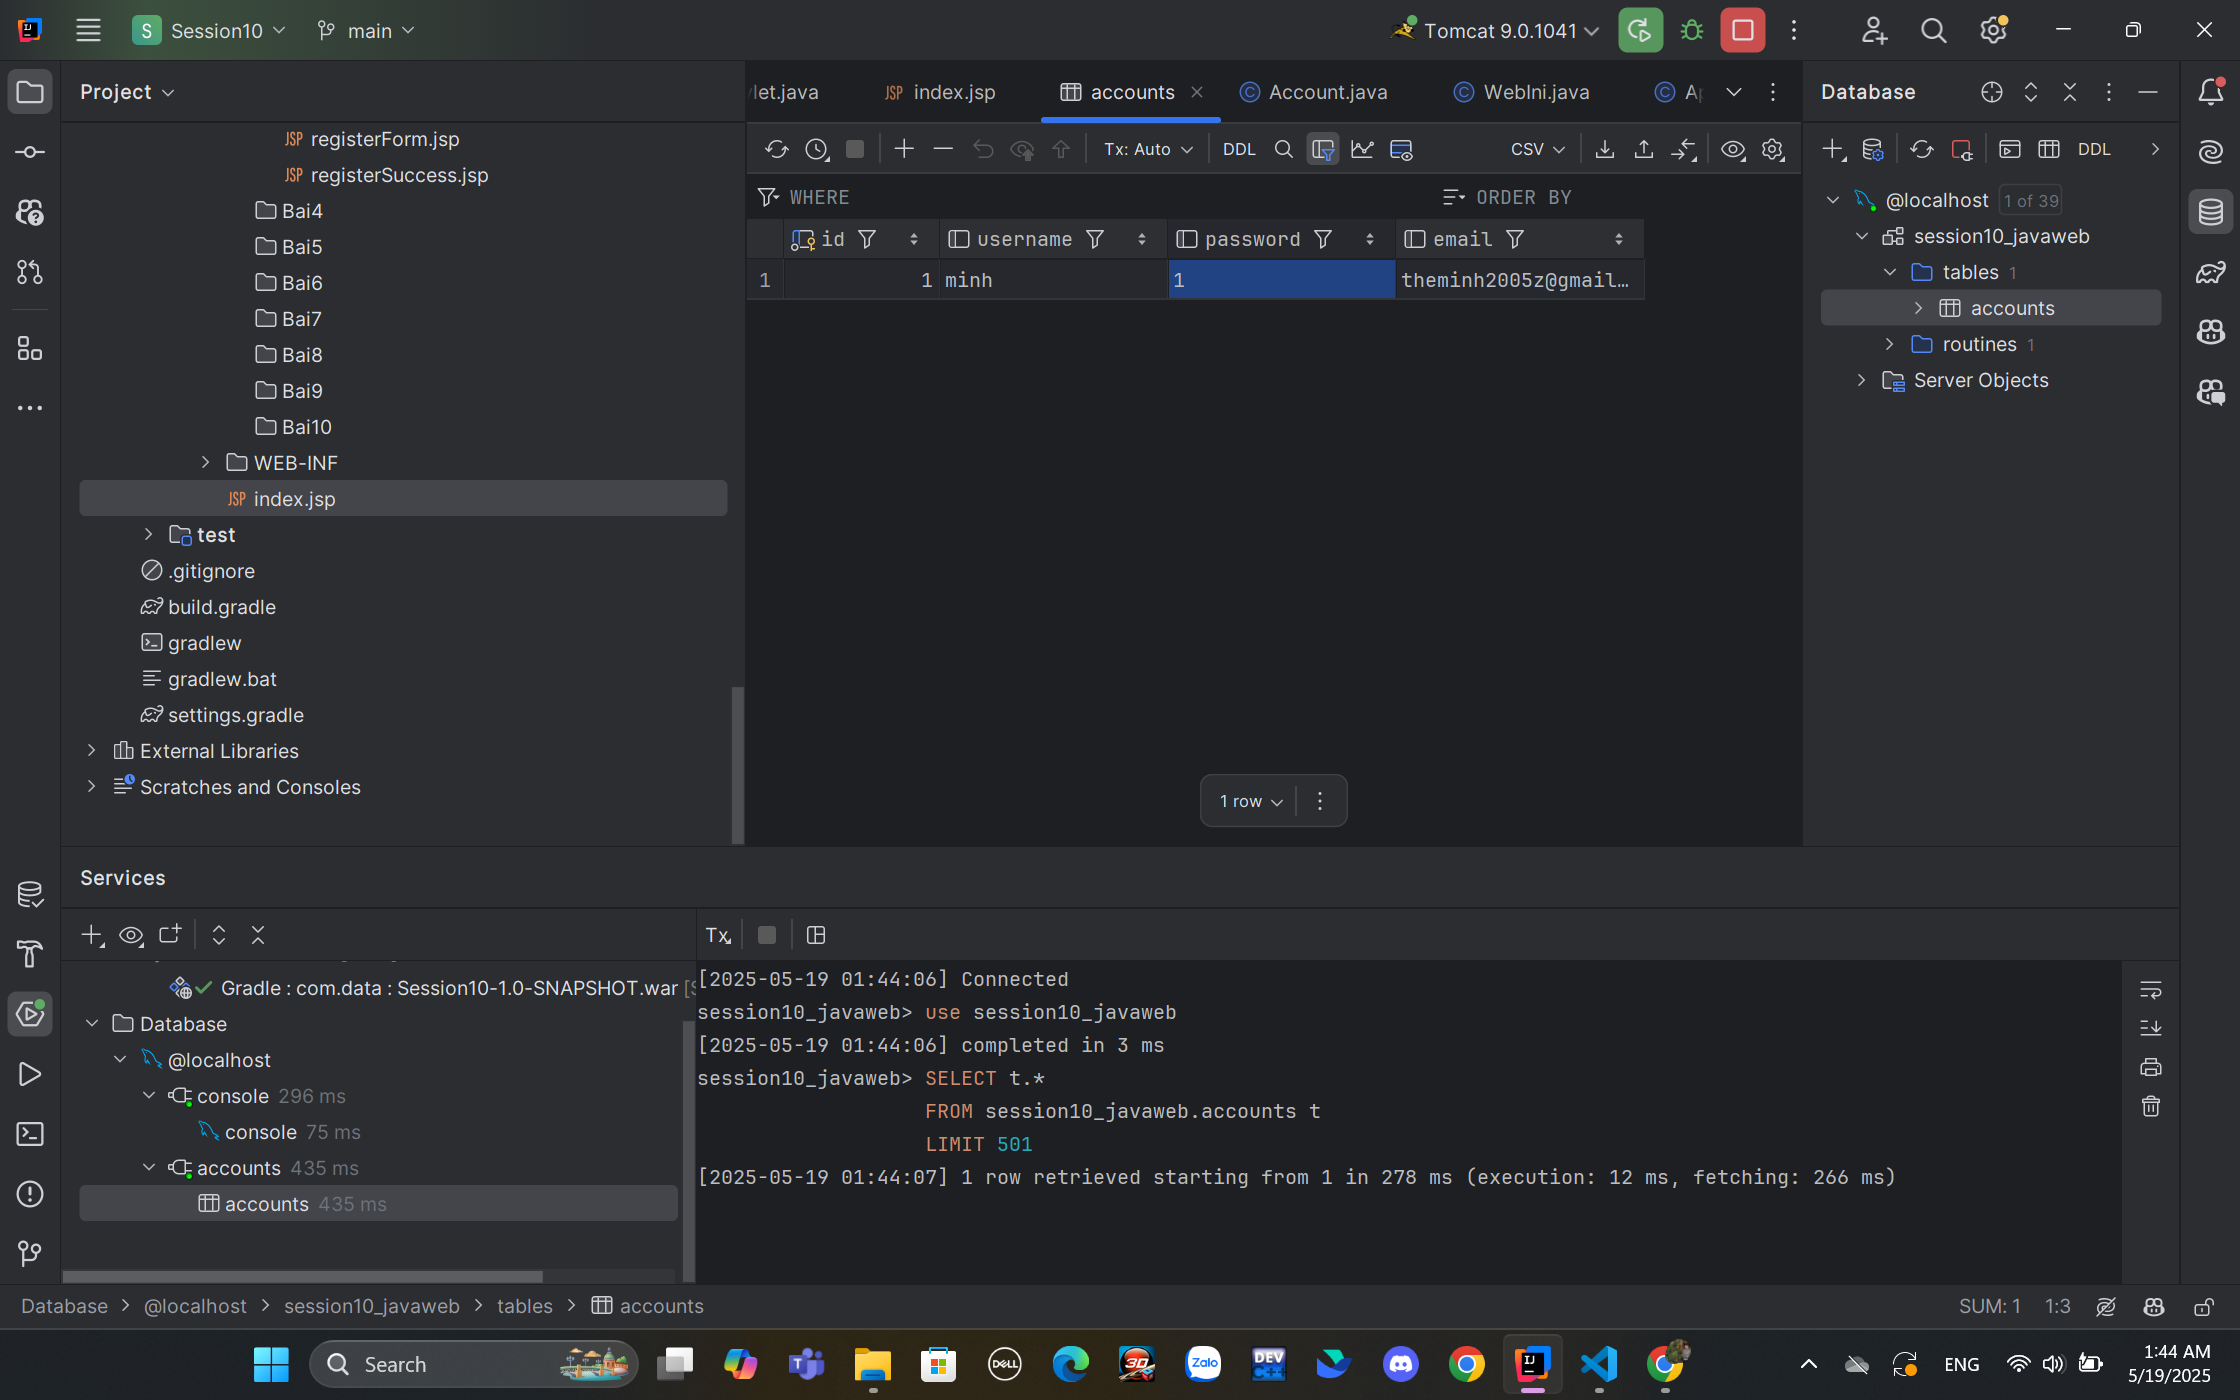 S Session10 main Tomcat 9.0.1041
Project
registerForm.jsp
registerSuccess.jsp
Bai4
Bai5
Bai6
Bai7
Bai8
Bai9
Bai10
WEB-INF
index.jsp
test
.gitignore
build.gradle
gradlew
gradlew.bat
settings.gradle
External Libraries
Scratches and Consoles
let.java index.jsp accounts Account.java WebIni.java
Tx: Auto DDL CSV
WHERE ORDER BY
id username password email
1 1 minh 1 theminh2005z@gmail…
1 row
Database
DDL
@localhost 1 of 39
session10_javaweb
tables 1
accounts
routines 1
Server Objects
Services
Tx
Gradle : com.data : Session10-1.0-SNAPSHOT.war
Database
@localhost
console 296 ms
console 75 ms
accounts 435 ms
accounts 435 ms
[2025-05-19 01:44:06] Connected
session10_javaweb> use session10_javaweb
[2025-05-19 01:44:06] completed in 3 ms
session10_javaweb> SELECT t.*
FROM session10_javaweb.accounts t
LIMIT 501
[2025-05-19 01:44:07] 1 row retrieved starting from 1 in 278 ms (execution: 12 ms, fetching: 266 ms)
Database > @localhost > session10_javaweb > tables > accounts SUM: 1 1:3
Search ENG 1:44 AM
5/19/2025